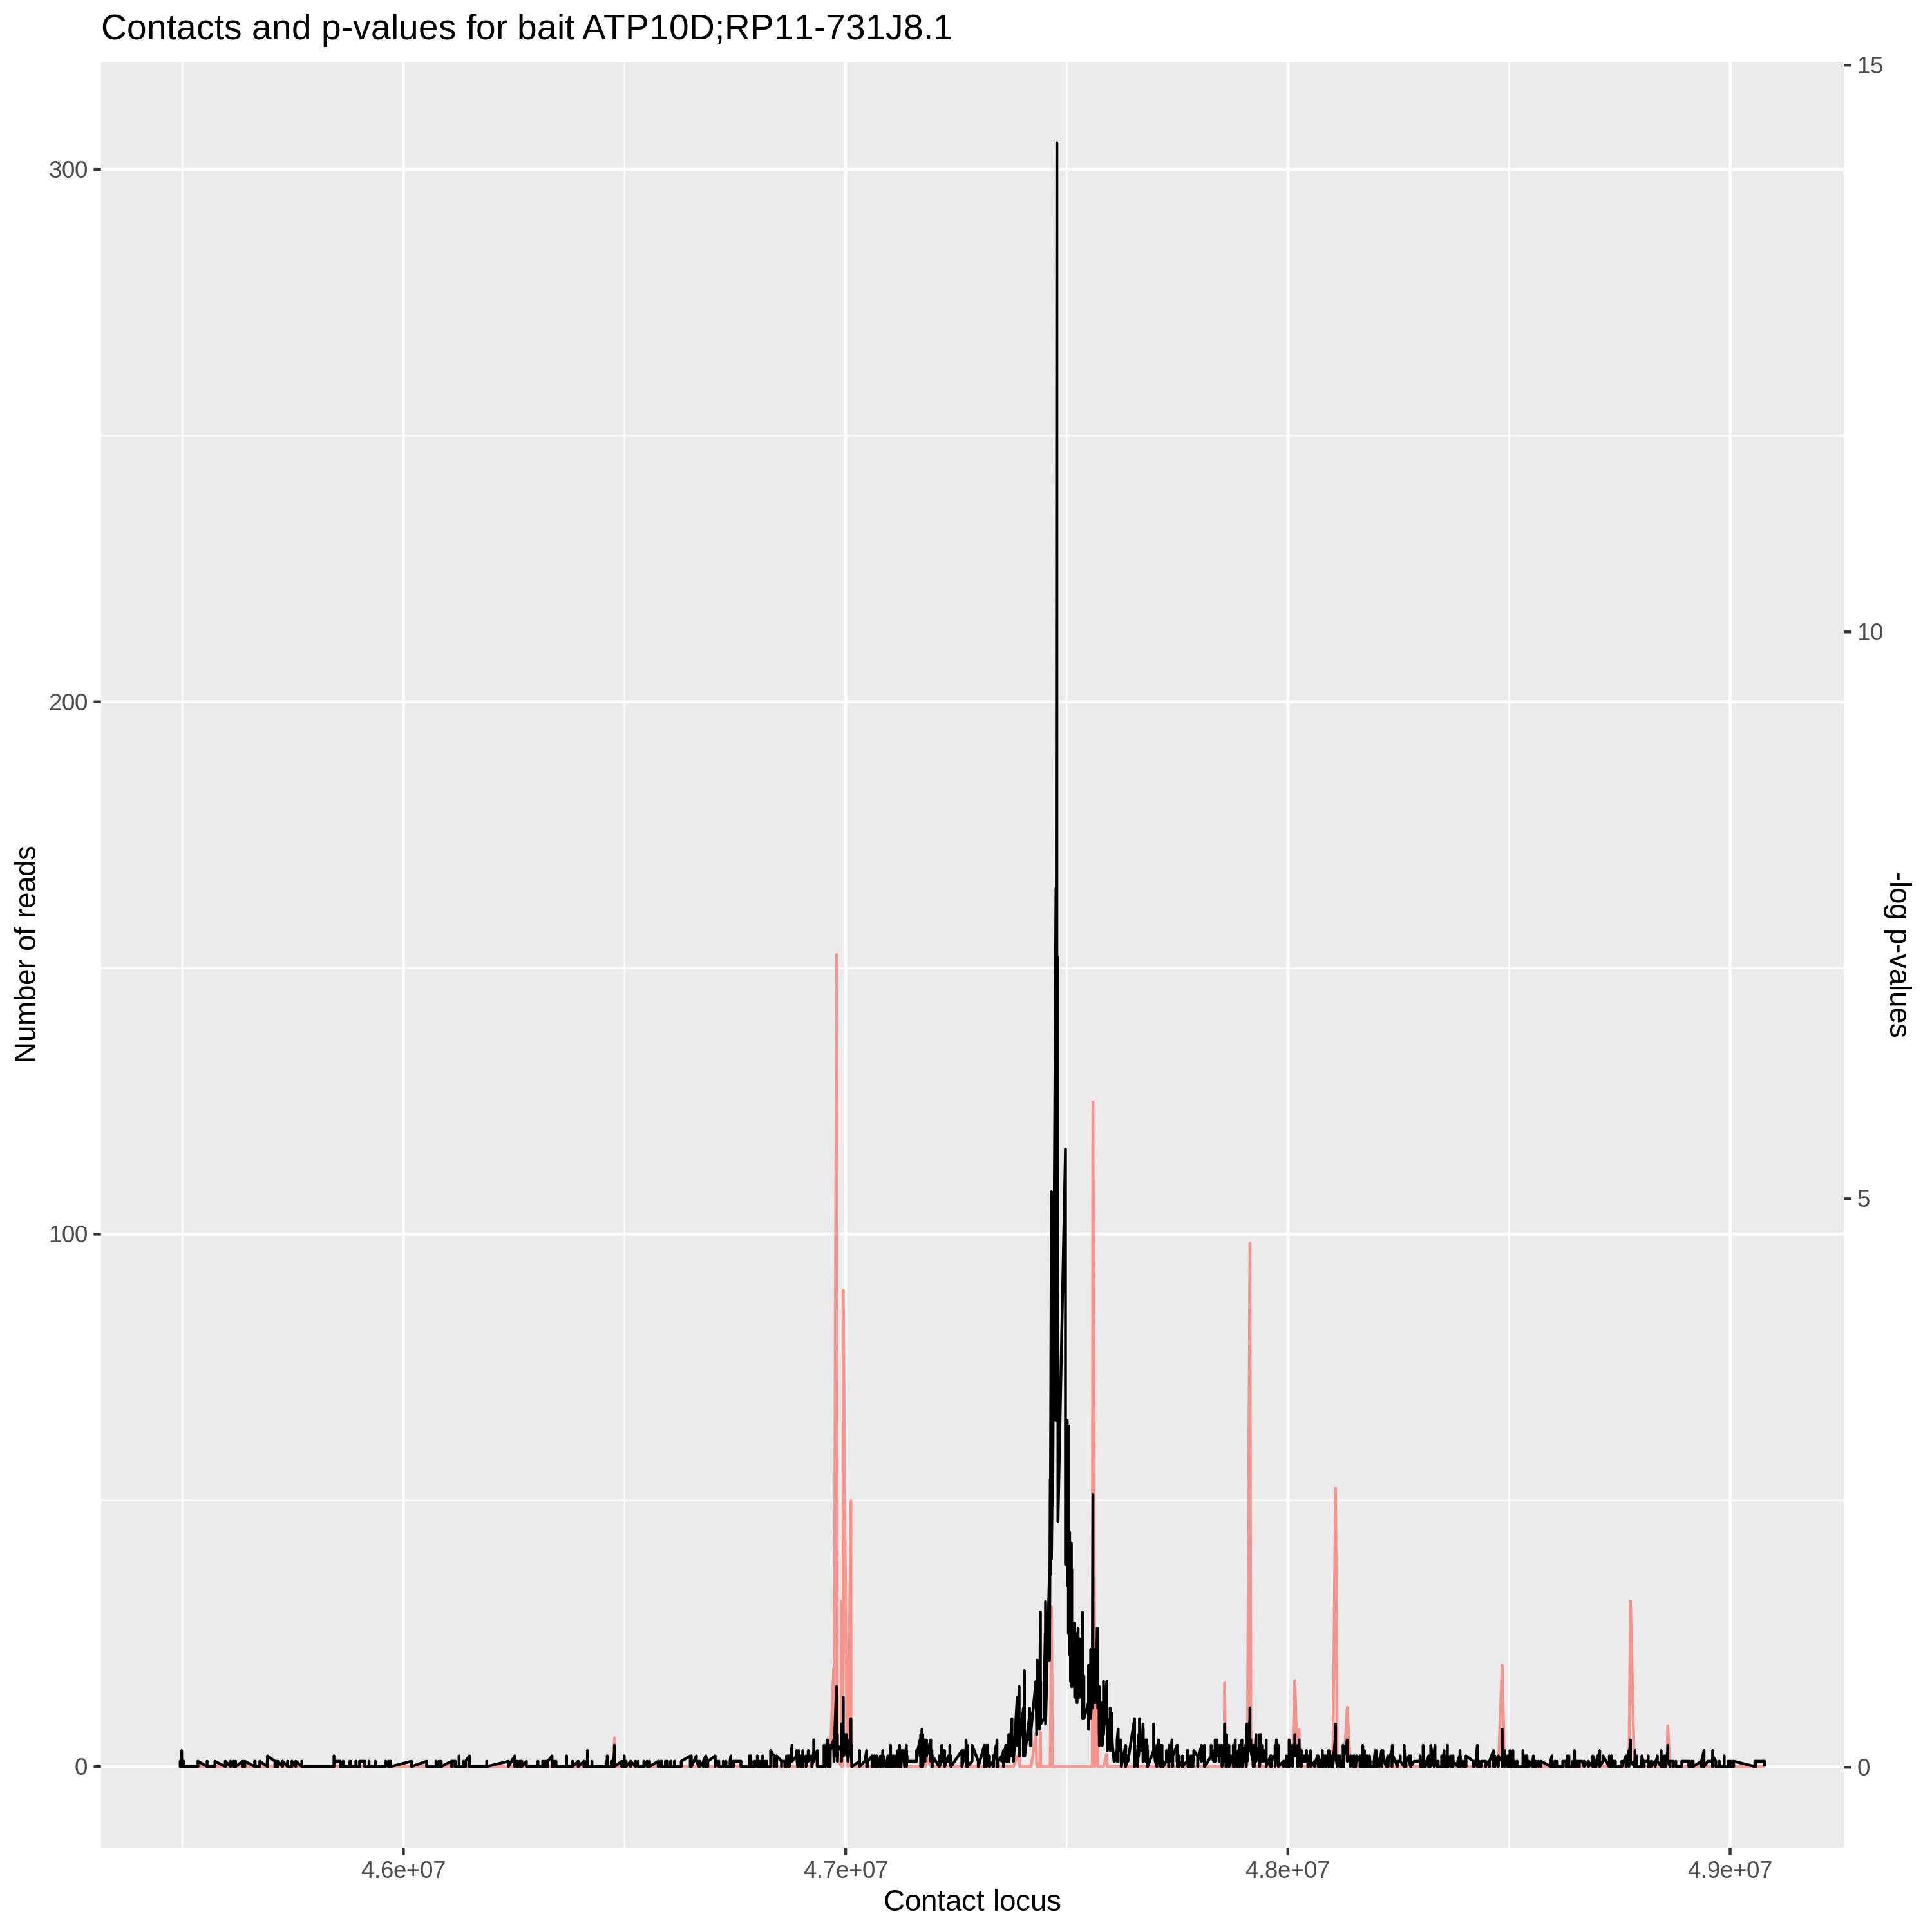 Contacts and p-values for bait ATP10D;RP11-731J8.1
300
200
100
0
Number of reads
15
10
5
0
-log p-values
4.6e+07
4.7e+07
4.8e+07
4.9e+07
Contact locus